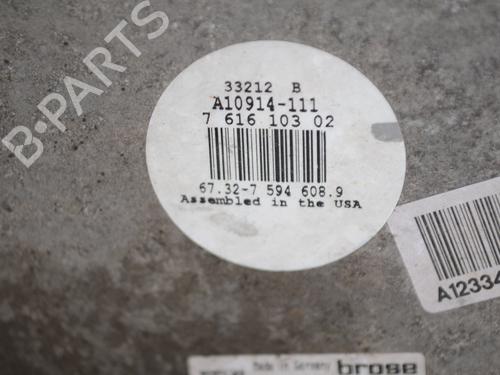 B-PARTS
33212 B
A10914-111
7 616 103 02
67.32-7 594 608.9
Assembled in the USA
A12334
Made in Germany
brose